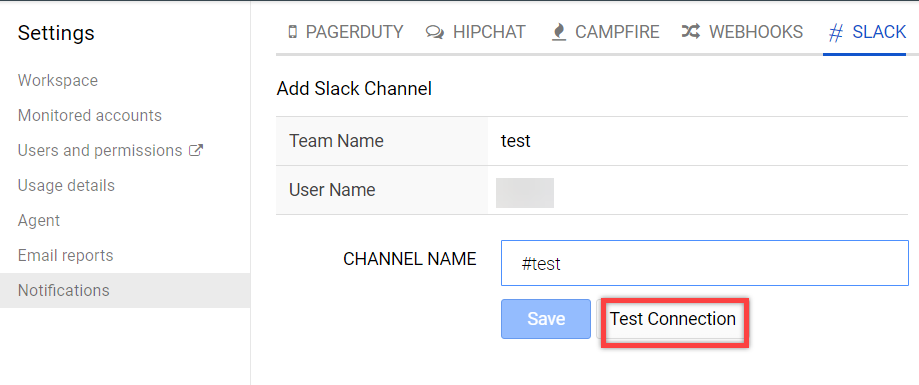 Settings
Workspace
Monitored accounts
Users and permissions
Usage details
Agent
Email reports
Notifications
PAGERDUTY HIPCHAT CAMPFIRE WEBHOOKS # SLACK
Add Slack Channel
Team Name test
User Name
CHANNEL NAME #test
Save Test Connection